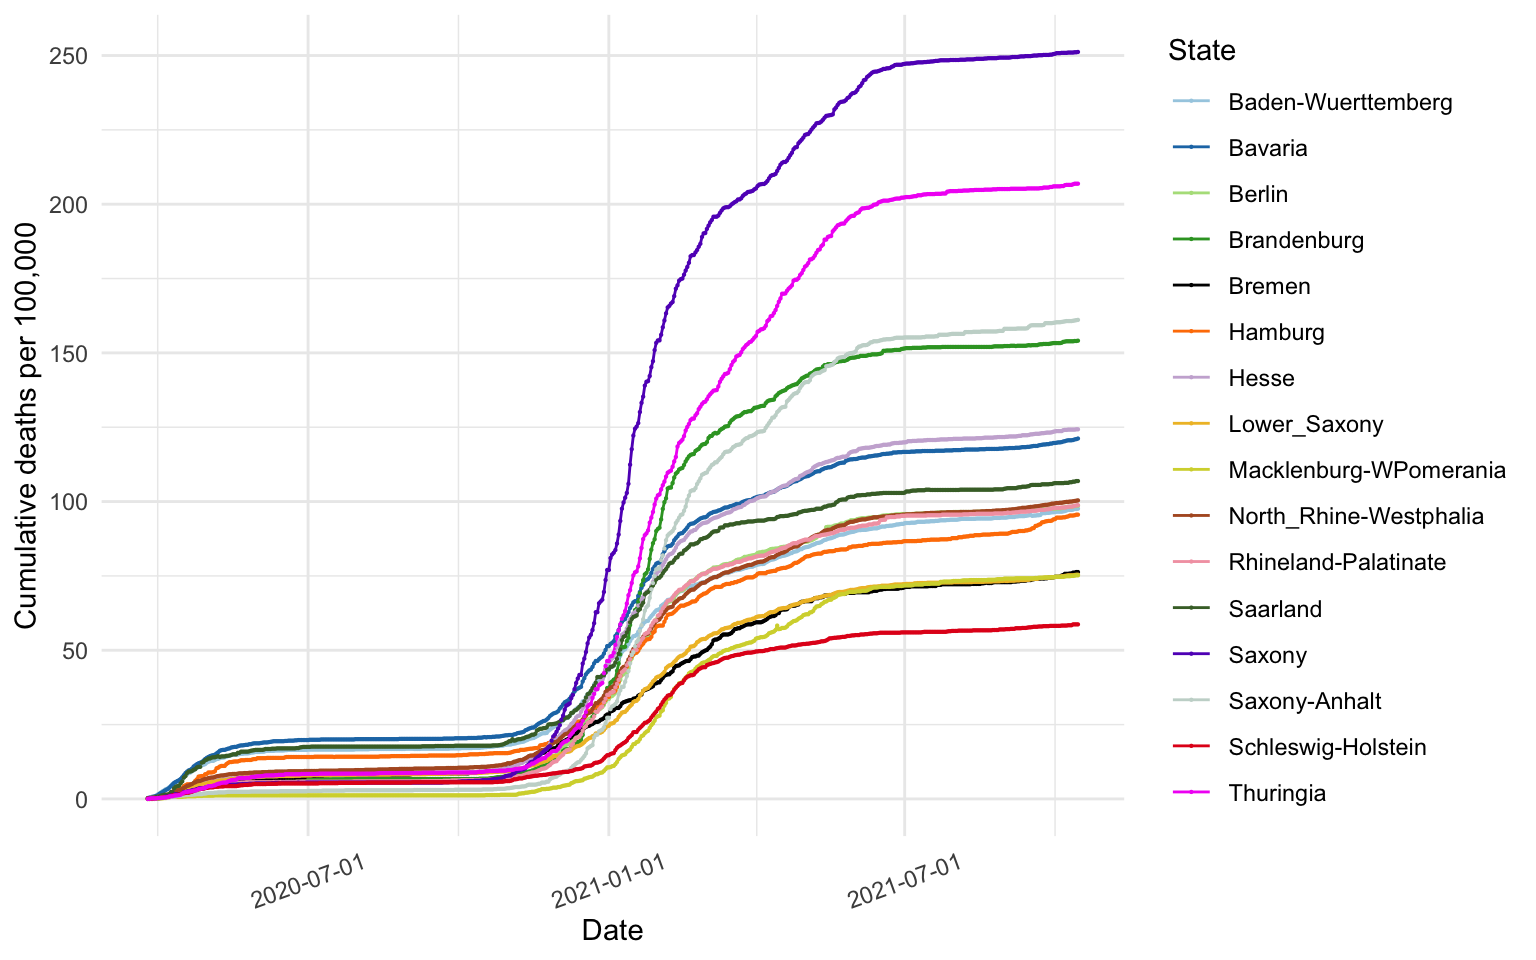 Cumulative deaths per 100,000
250
200
150
100
50
0
2020-07-01
2021-01-01
2021-07-01
Date
State
Baden-Wuerttemberg
Bavaria
Berlin
Brandenburg
Bremen
Hamburg
Hesse
Lower_Saxony
Macklenburg-WPomerania
North_Rhine-Westphalia
Rhineland-Palatinate
Saarland
Saxony
Saxony-Anhalt
Schleswig-Holstein
Thuringia